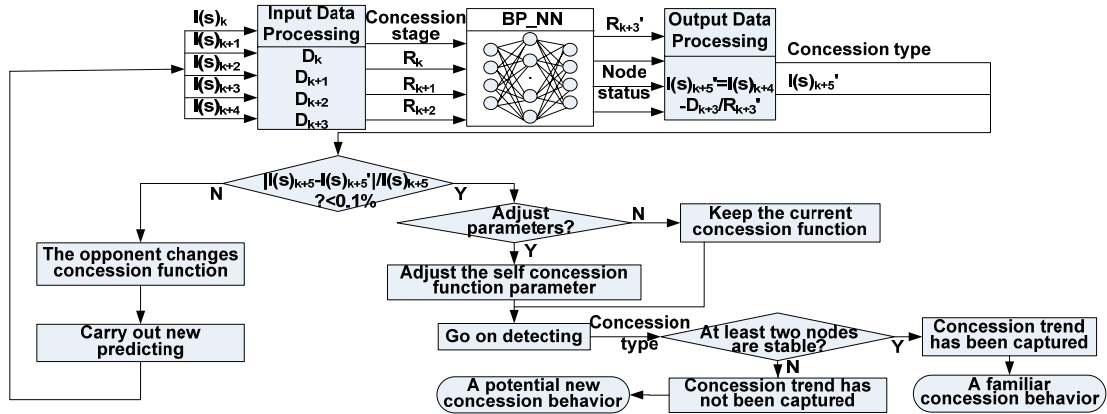 I(s)k
I(s)k+1
I(s)k+2
I(s)k+3
I(s)k+4
Input Data
Processing
Dk
Dk+1
Dk+2
Dk+3
Concession
stage
Rk
Rk+1
Rk+2
BP_NN
Rk+3'
Node
status
Output Data
Processing
I(s)k+5'=I(s)k+4
-Dk+3/Rk+3'
Concession type
I(s)k+5'
|I(s)k+5-I(s)k+5'|/I(s)k+5
?<0.1%
N
Y
The opponent changes
concession function
Carry out new
predicting
Adjust
parameters?
N
Y
Keep the current
concession function
Adjust the self concession
function parameter
Go on detecting
Concession
type
At least two nodes
are stable?
Y
N
Concession trend
has been captured
A familiar
concession behavior
Concession trend has
not been captured
A potential new
concession behavior